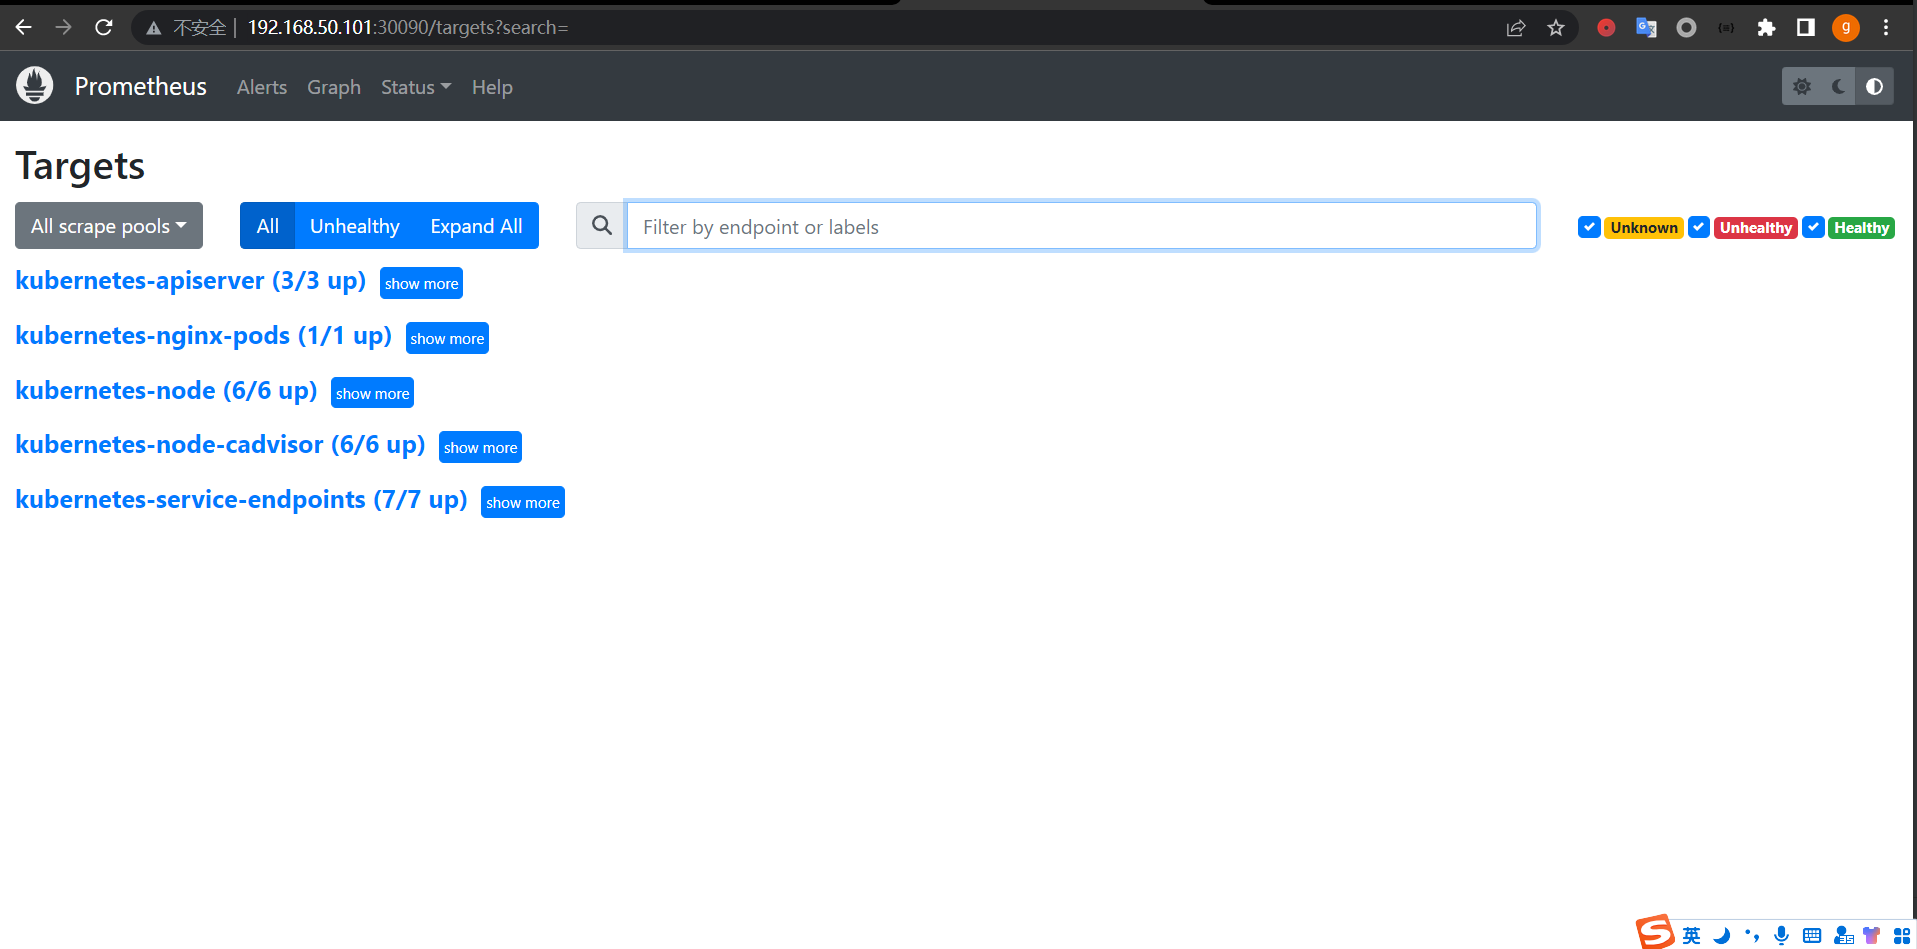 不安全 | 192.168.50.101:30090/targets?search=
g
Prometheus Alerts Graph Status Help
Targets
All scrape pools All Unhealthy Expand All Filter by endpoint or labels Unknown Unhealthy Healthy
kubernetes-apiserver (3/3 up) show more
kubernetes-nginx-pods (1/1 up) show more
kubernetes-node (6/6 up) show more
kubernetes-node-cadvisor (6/6 up) show more
kubernetes-service-endpoints (7/7 up) show more
S 英